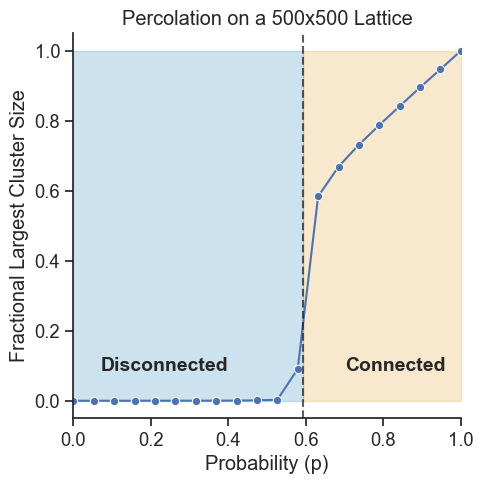 Percolation on a 500x500 Lattice
Fractional Largest Cluster Size
1.0
0.8
0.6
0.4
0.2
0.0
Disconnected
Connected
0.0 0.2 0.4 0.6 0.8 1.0
Probability (p)